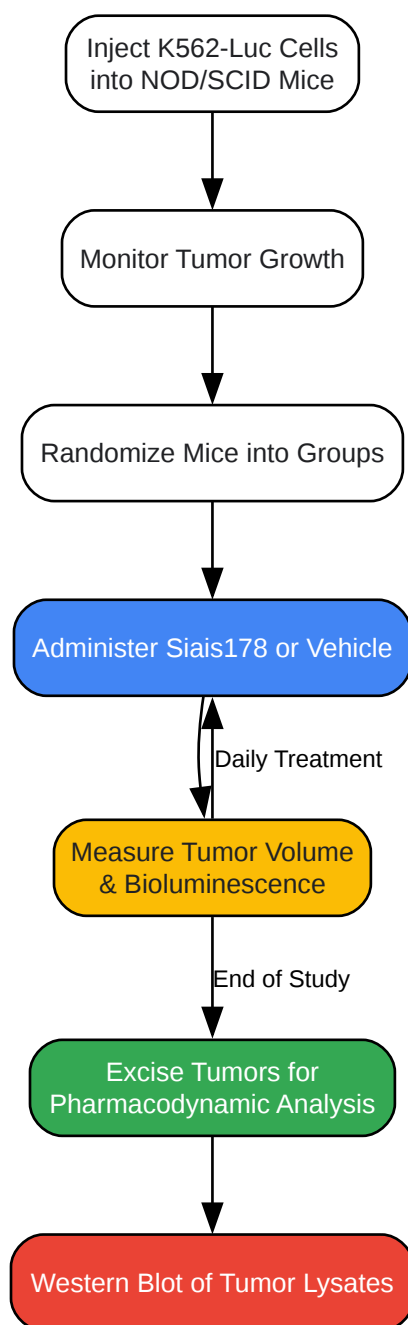 Inject K562-Luc Cells
into NOD/SCID Mice
Monitor Tumor Growth
Randomize Mice into Groups
Administer Siais178 or Vehicle
Daily Treatment
Measure Tumor Volume
& Bioluminescence
End of Study
Excise Tumors for
Pharmacodynamic Analysis
Western Blot of Tumor Lysates